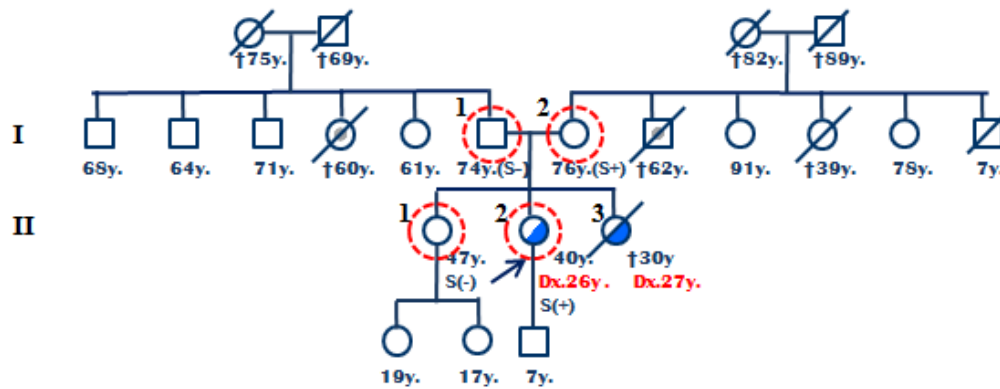 †75y. †69y. †82y. †89y.
1 2
I
68y. 64y. 71y. †60y. 61y. 74y.(S-) 76y.(S+) †62y. 91y. †39y. 78y. 7y.
II
1 2 3
47y. 40y. †30y
S(-) Dx.26y. Dx.27y.
S(+)
19y. 17y. 7y.